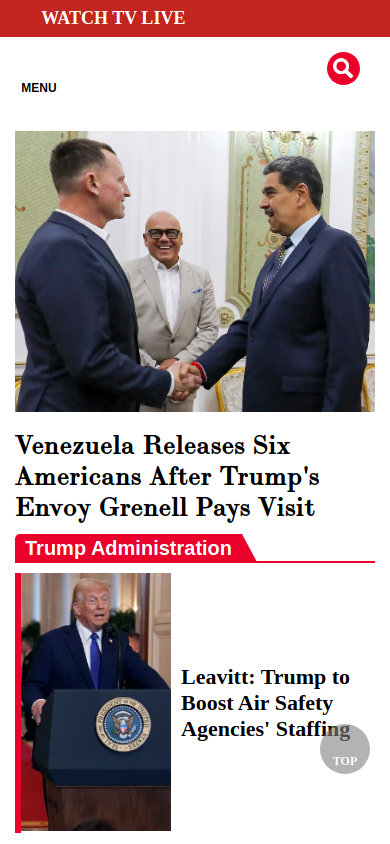 WATCH TV LIVE
MENU
Venezuela Releases Six
Americans After Trump's
Envoy Grenell Pays Visit
Trump Administration
Leavitt: Trump to
Boost Air Safety
Agencies' Staffing
TOP